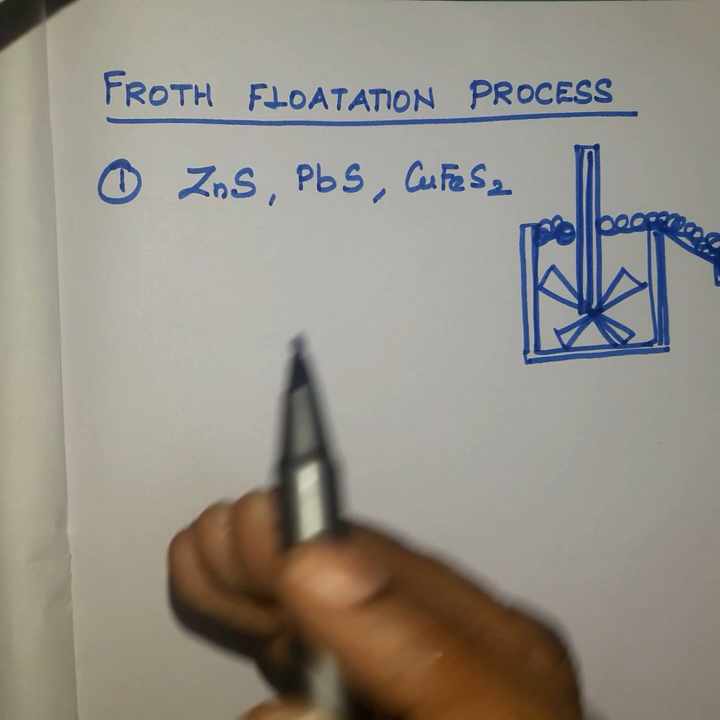 FROTH FLOATATION PROCESS
① ZnS, PbS, CuFeS₂